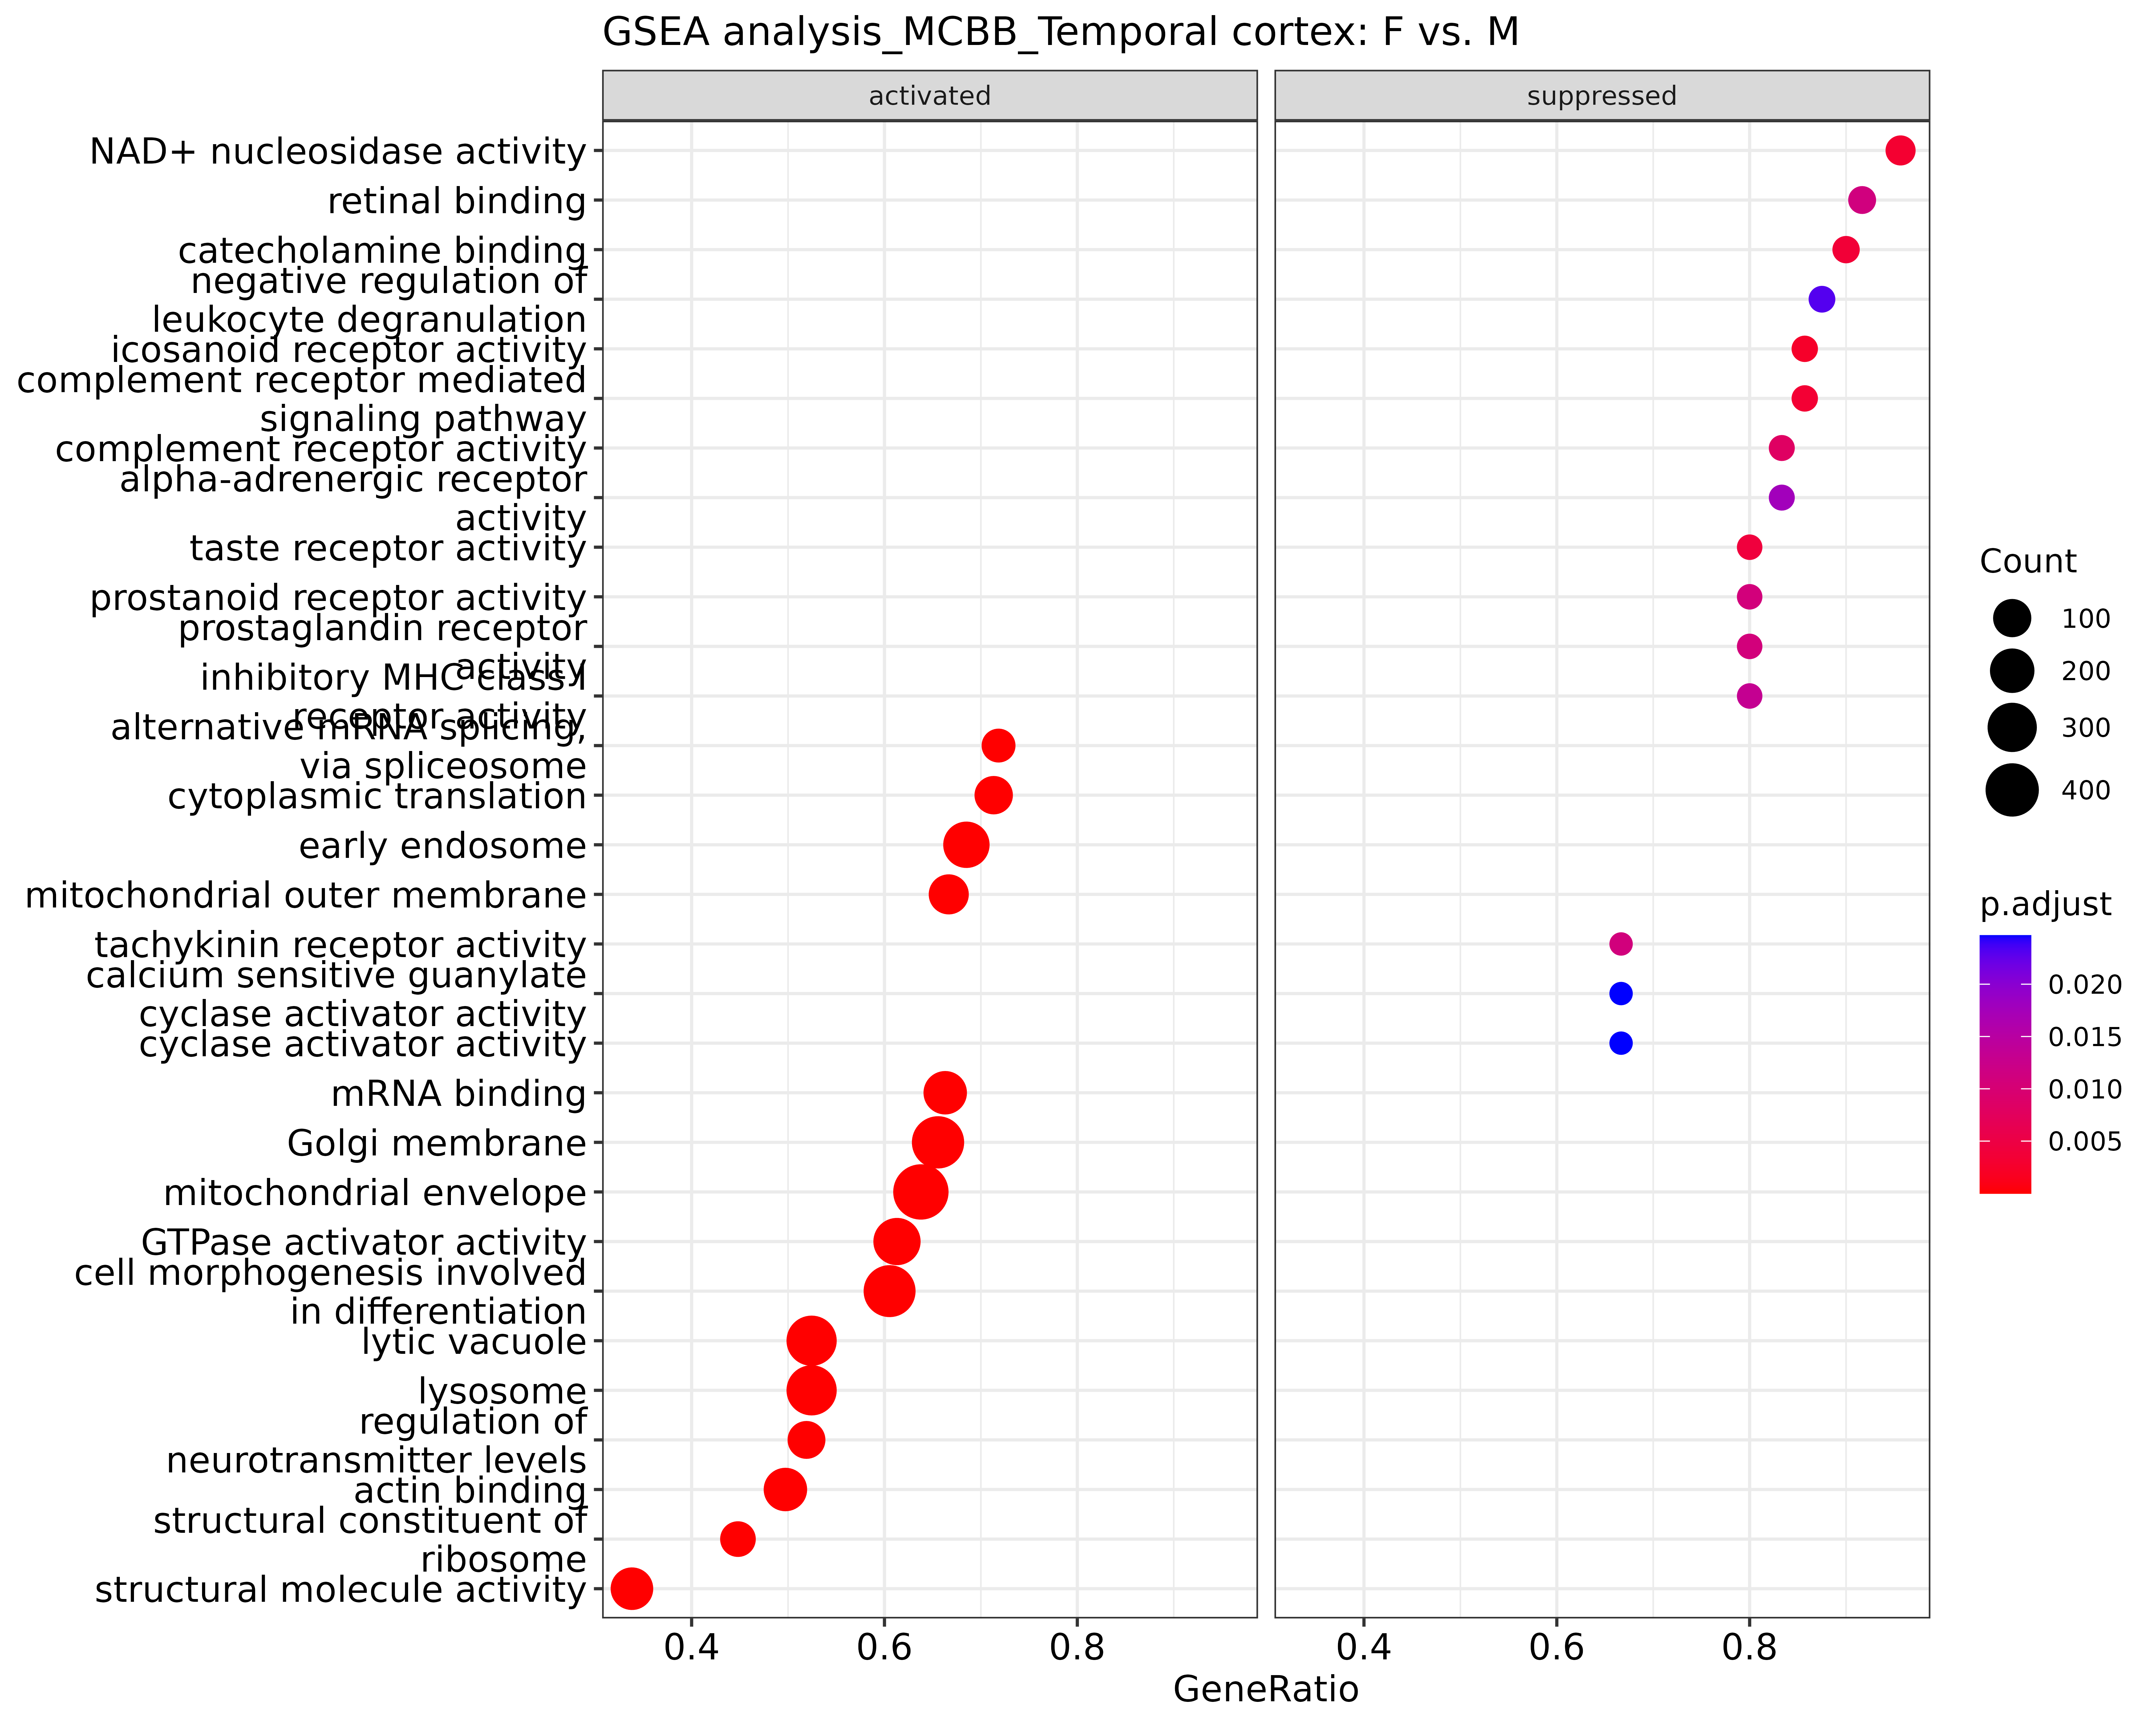 GSEA analysis_MCBB_Temporal cortex: F vs. M
activated
suppressed
NAD+ nucleosidase activity
retinal binding
catecholamine binding
negative regulation of
leukocyte degranulation
icosanoid receptor activity
complement receptor mediated
signaling pathway
complement receptor activity
alpha-adrenergic receptor
activity
taste receptor activity
prostanoid receptor activity
prostaglandin receptor
activity
inhibitory MHC class I
receptor activity
alternative mRNA splicing,
via spliceosome
cytoplasmic translation
early endosome
mitochondrial outer membrane
tachykinin receptor activity
calcium sensitive guanylate
cyclase activator activity
cyclase activator activity
mRNA binding
Golgi membrane
mitochondrial envelope
GTPase activator activity
cell morphogenesis involved
in differentiation
lytic vacuole
lysosome
regulation of
neurotransmitter levels
actin binding
structural constituent of
ribosome
structural molecule activity
0.4 0.6 0.8
0.4 0.6 0.8
GeneRatio
Count
100
200
300
400
p.adjust
0.020
0.015
0.010
0.005